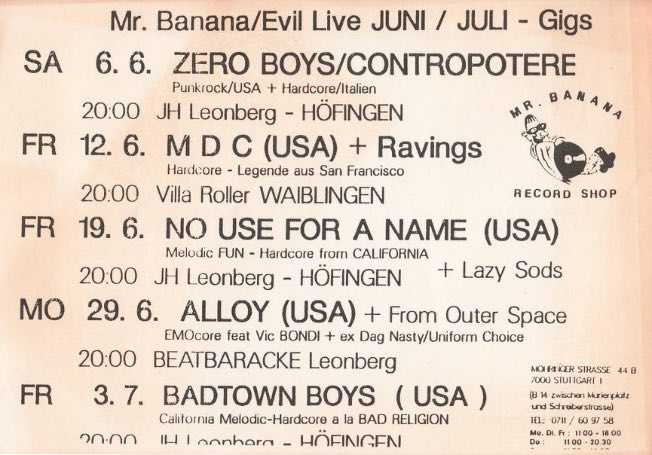 Mr. Banana/Evil Live JUNI / JULI - Gigs
SA 6. 6. ZERO BOYS/CONTROPOTERE
Punkrock/USA + Hardcore/Italien
20:00 JH Leonberg - HÖFINGEN
FR 12. 6. M D C (USA) + Ravings
Hardcore - Legende aus San Francisco
20:00 Villa Roller WAIBLINGEN
MR. BANANA
RECORD SHOP
FR 19. 6. NO USE FOR A NAME (USA)
Melodic FUN - Hardcore from CALIFORNIA
20:00 JH Leonberg - HÖFINGEN + Lazy Sods
MO 29. 6. ALLOY (USA) + From Outer Space
EMOcore feat Vic BONDI + ex Dag Nasty/Uniform Choice
20:00 BEATBARACKE Leonberg
FR 3. 7. BADTOWN BOYS ( USA )
California Melodic-Hardcore a la BAD RELIGION
20:00 JH Leonberg - HÖFINGEN
MÖHRINGER STRASSE 44 B
7000 STUTTGART 1
(B 14 zwischen Marienplatz
und Schreiberstrasse)
TEL.: 0711 / 60 97 58
Mo. Di. Fr : 11 00 - 18 00
Do : 11 00 - 20 30